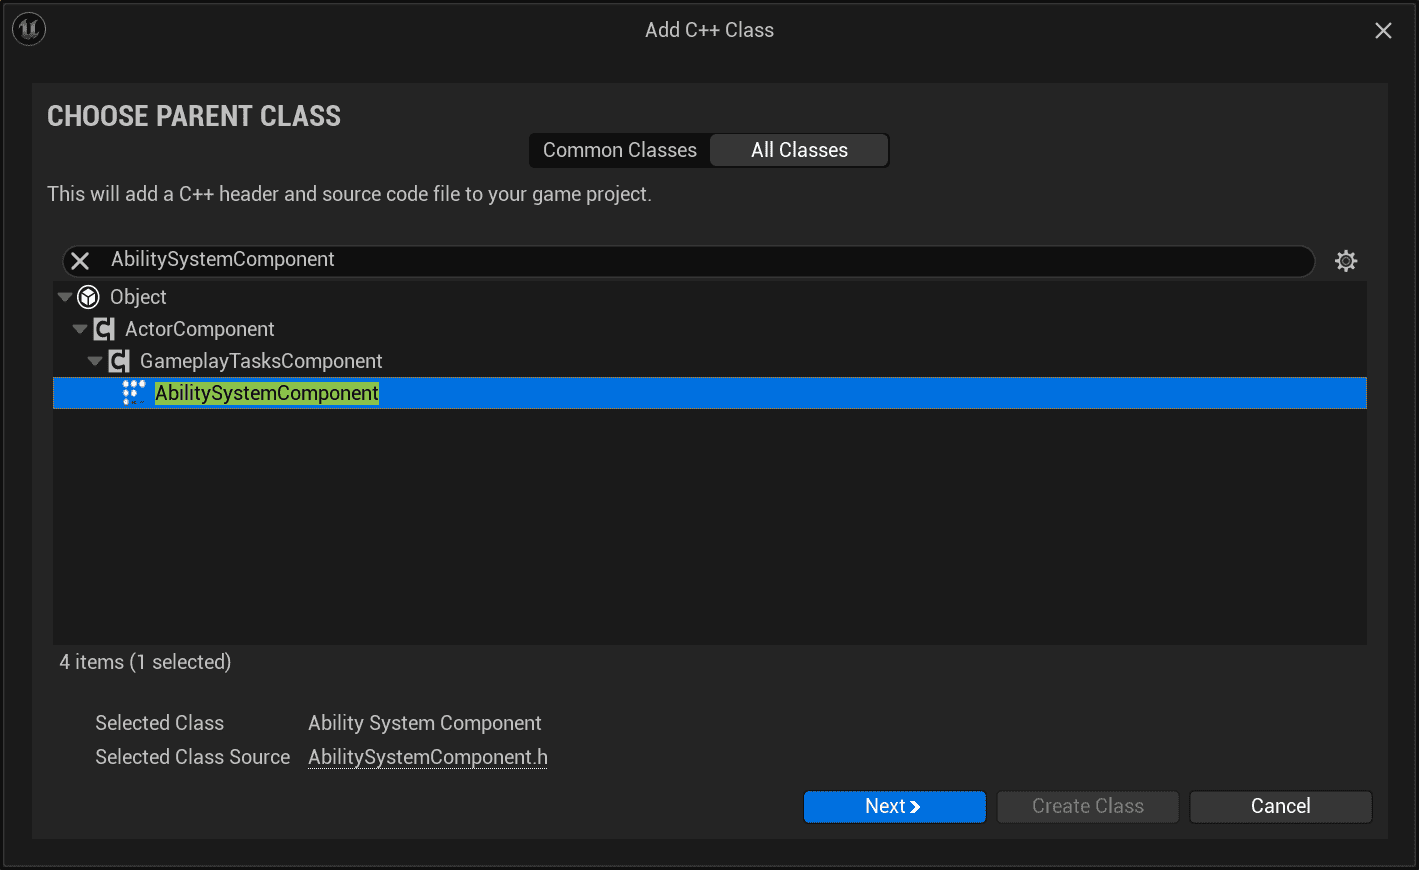 Add C++ Class
CHOOSE PARENT CLASS
Common Classes
All Classes
This will add a C++ header and source code file to your game project.
AbilitySystemComponent
Object
ActorComponent
GameplayTasksComponent
AbilitySystemComponent
4 items (1 selected)
Selected Class Ability System Component
Selected Class Source AbilitySystemComponent.h
Next
Create Class
Cancel